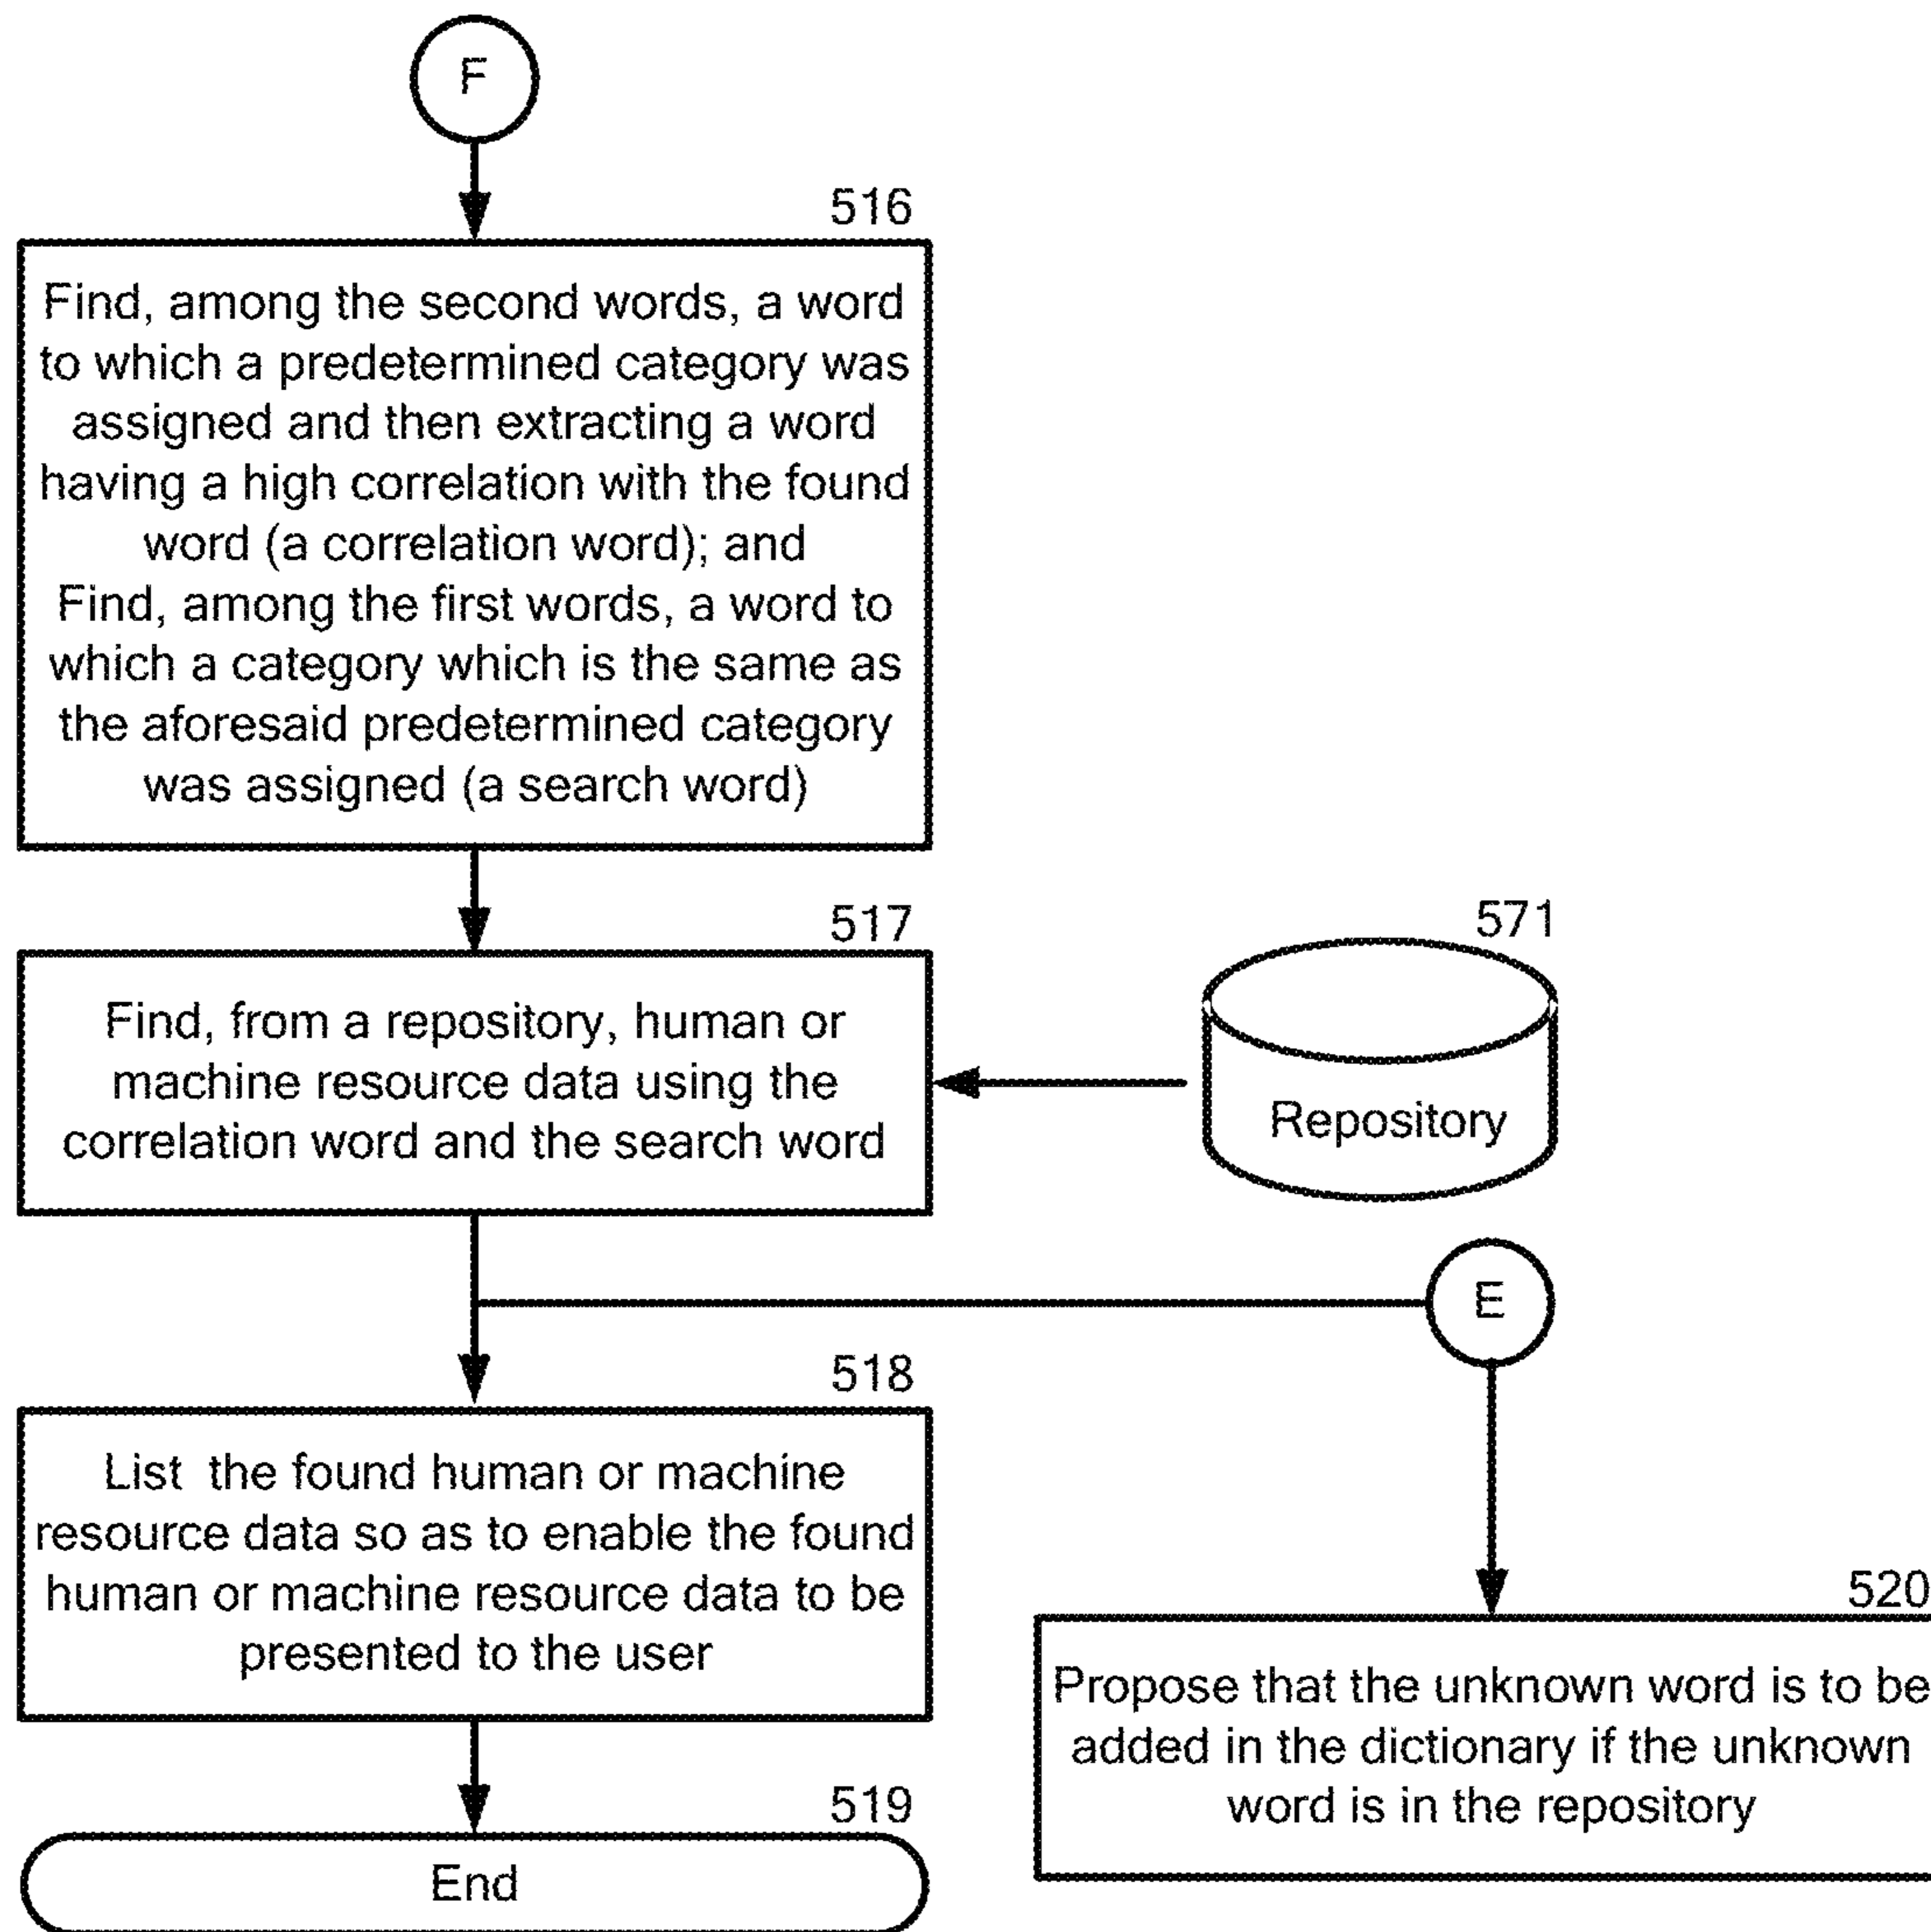 F
516
Find, among the second words, a word
to which a predetermined category was
assigned and then extracting a word
having a high correlation with the found
word (a correlation word); and
Find, among the first words, a word to
which a category which is the same as
the aforesaid predetermined category
was assigned (a search word)
517
Find, from a repository, human or
machine resource data using the
correlation word and the search word
571
Repository
E
518
List the found human or machine
resource data so as to enable the found
human or machine resource data to be
presented to the user
520
Propose that the unknown word is to be
added in the dictionary if the unknown
word is in the repository
519
End